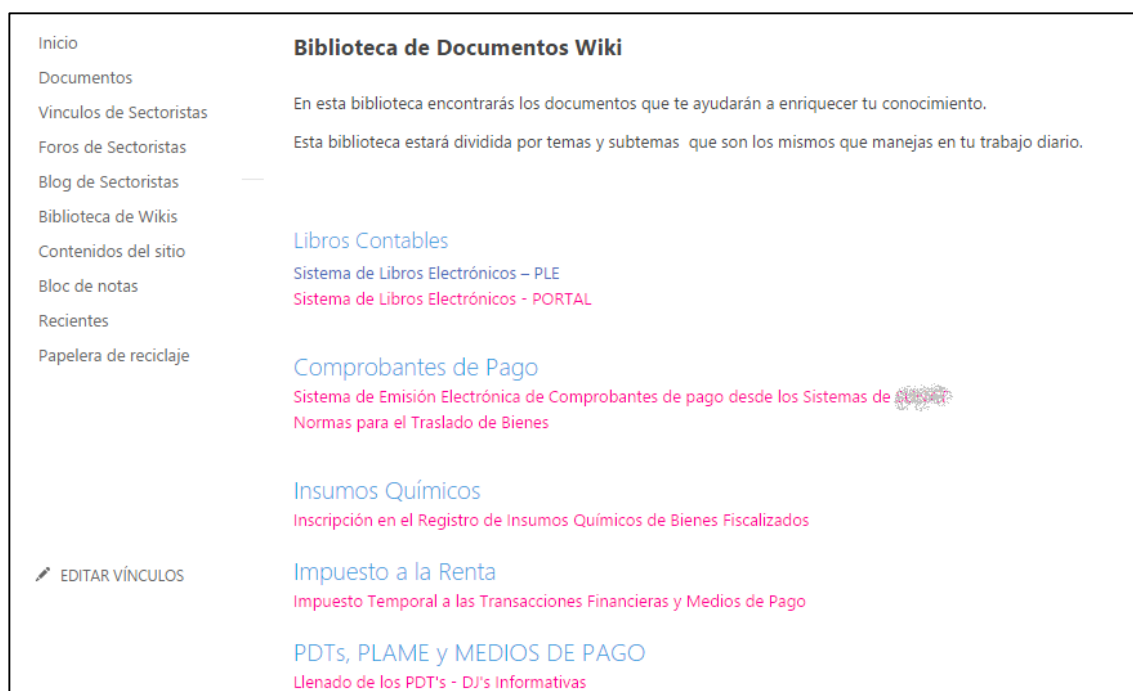 Inicio
Documentos
Vinculos de Sectoristas
Foros de Sectoristas
Blog de Sectoristas
Biblioteca de Wikis
Contenidos del sitio
Bloc de notas
Recientes
Papelera de reciclaje
EDITAR VÍNCULOS
Biblioteca de Documentos Wiki
En esta biblioteca encontrarás los documentos que te ayudarán a enriquecer tu conocimiento.
Esta biblioteca estará dividida por temas y subtemas que son los mismos que manejas en tu trabajo diario.
Libros Contables
Sistema de Libros Electrónicos – PLE
Sistema de Libros Electrónicos - PORTAL
Comprobantes de Pago
Sistema de Emisión Electrónica de Comprobantes de pago desde los Sistemas de
Normas para el Traslado de Bienes
Insumos Químicos
Inscripción en el Registro de Insumos Químicos de Bienes Fiscalizados
Impuesto a la Renta
Impuesto Temporal a las Transacciones Financieras y Medios de Pago
PDTs, PLAME y MEDIOS DE PAGO
Llenado de los PDT's - DJ's Informativas